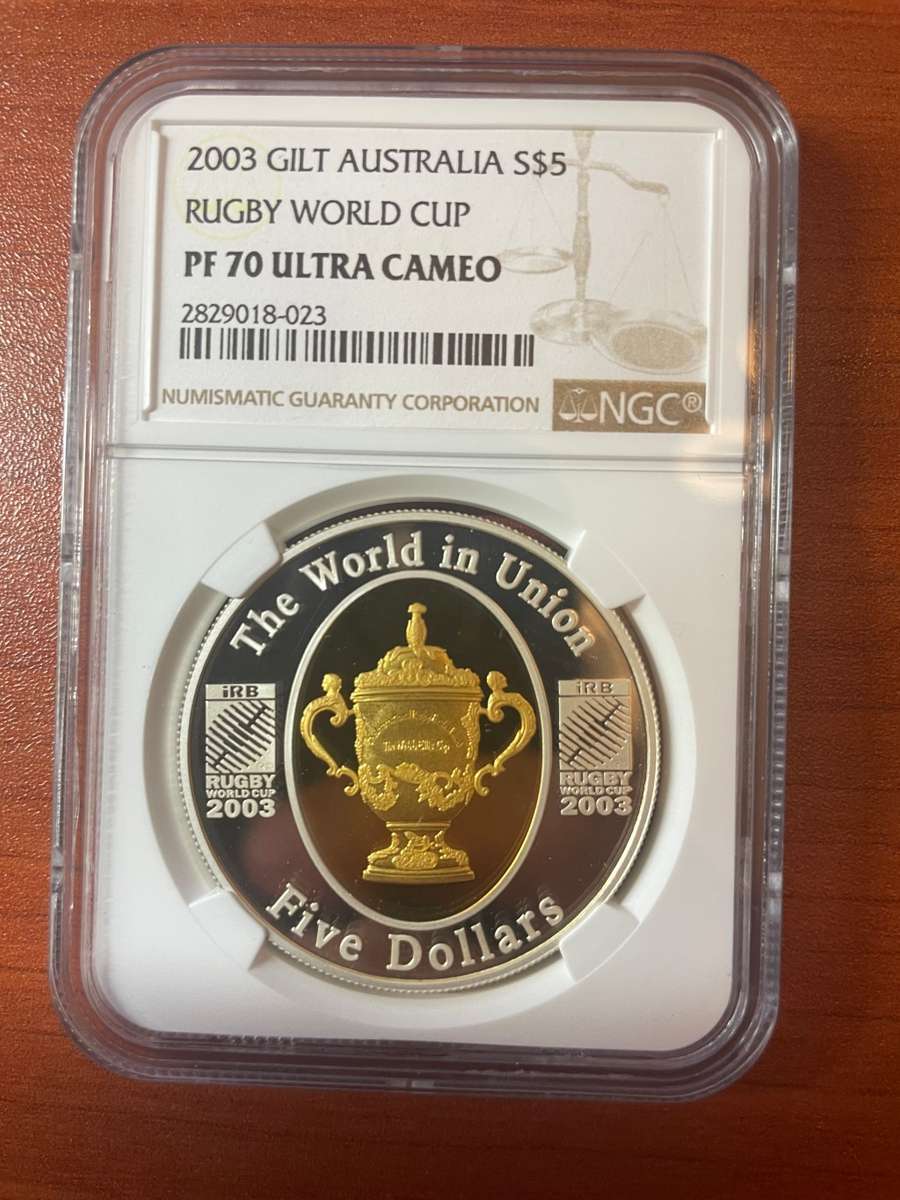 2003 GILT AUSTRALIA S$5
RUGBY WORLD CUP
PF 70 ULTRA CAMEO
2829018-023
NUMISMATIC GUARANTY CORPORATION
NGC®
The World in Union
iRB
RUGBY
WORLD CUP
2003
iRB
RUGBY
WORLD CUP
2003
Five Dollars